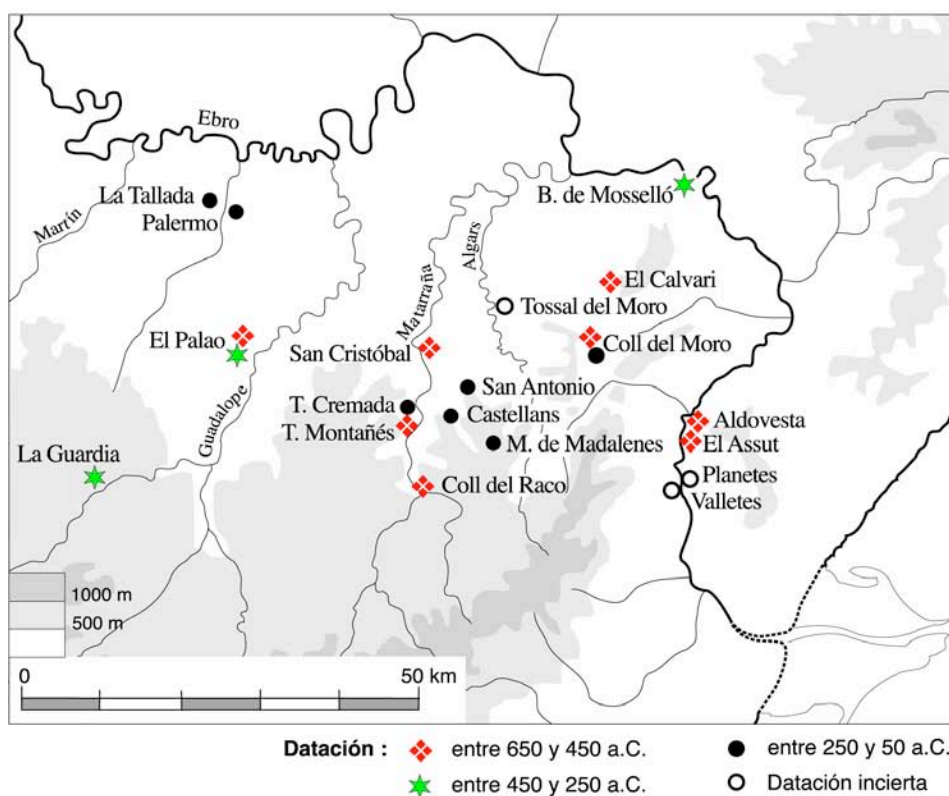 Ebro
La Tallada
Palermo
Martín
B. de Mosselló
Algars
Matarraña
El Calvari
Tossal del Moro
El Palao
San Cristóbal
Coll del Moro
Guadalope
San Antonio
T. Cremada
Castellans
T. Montañés
Aldovesta
M. de Madalenes
El Assut
La Guardia
Coll del Raco
Planetes
Valletes
1000 m
500 m
0 50 km
Datación : entre 650 y 450 a.C. entre 250 y 50 a.C.
entre 450 y 250 a.C. Datación incierta